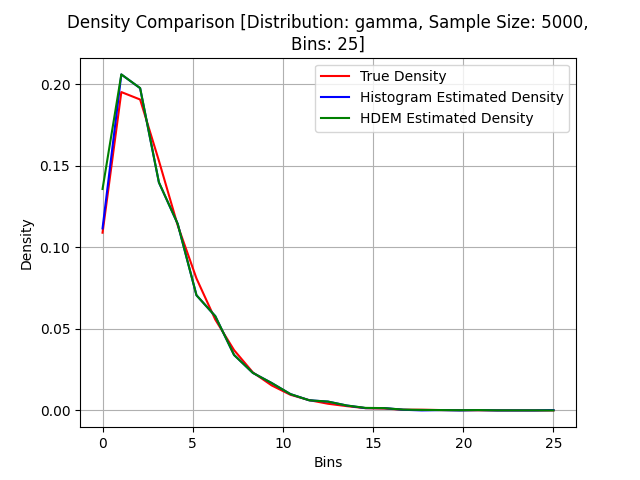 Density Comparison [Distribution: gamma, Sample Size: 5000,
Bins: 25]
True Density
Histogram Estimated Density
HDEM Estimated Density
Density
0.20
0.15
0.10
0.05
0.00
0 5 10 15 20 25
Bins